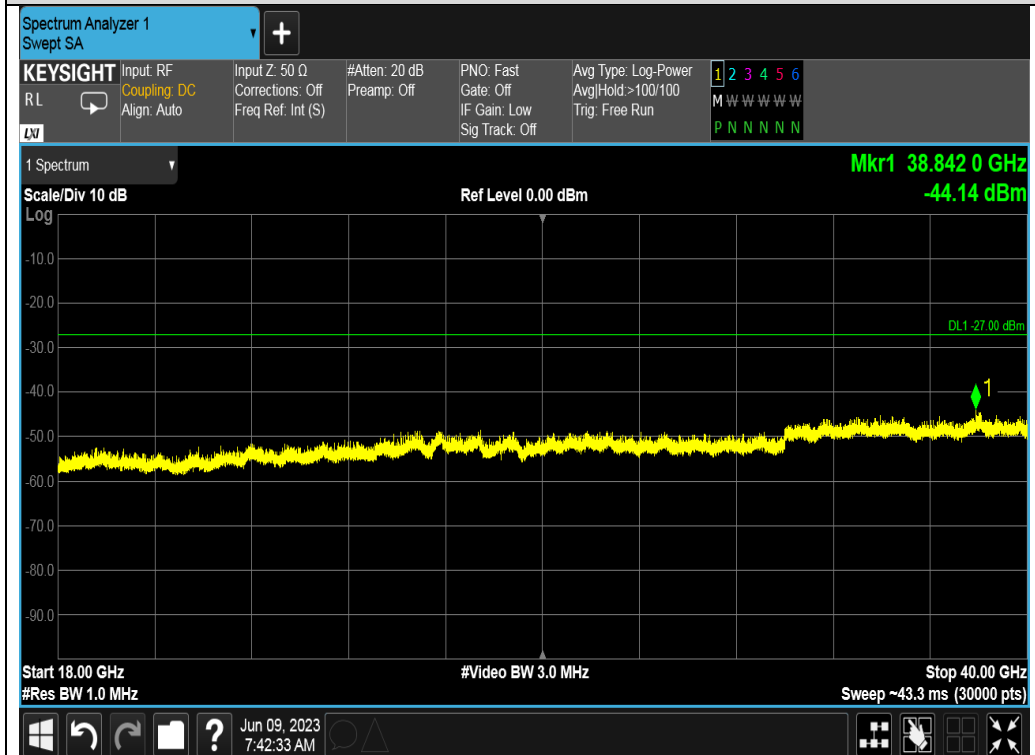 Spectrum Analyzer 1
Swept SA
KEYSIGHT
R L
LXI
Input: RF
Coupling: DC
Align: Auto
Input Z: 50 Ω
Corrections: Off
Freq Ref: Int (S)
#Atten: 20 dB
Preamp: Off
PNO: Fast
Gate: Off
IF Gain: Low
Sig Track: Off
Avg Type: Log-Power
Avg|Hold:>100/100
Trig: Free Run
1 2 3 4 5 6
M W W W W W
P N N N N N
1 Spectrum
Mkr1 38.842 0 GHz
Scale/Div 10 dB
Ref Level 0.00 dBm
-44.14 dBm
Log
-10.0
-20.0
DL1 -27.00 dBm
-30.0
-40.0
1
-50.0
-60.0
-70.0
-80.0
-90.0
Start 18.00 GHz
#Video BW 3.0 MHz
Stop 40.00 GHz
#Res BW 1.0 MHz
Sweep ~43.3 ms (30000 pts)
?
Jun 09, 2023
7:42:33 AM